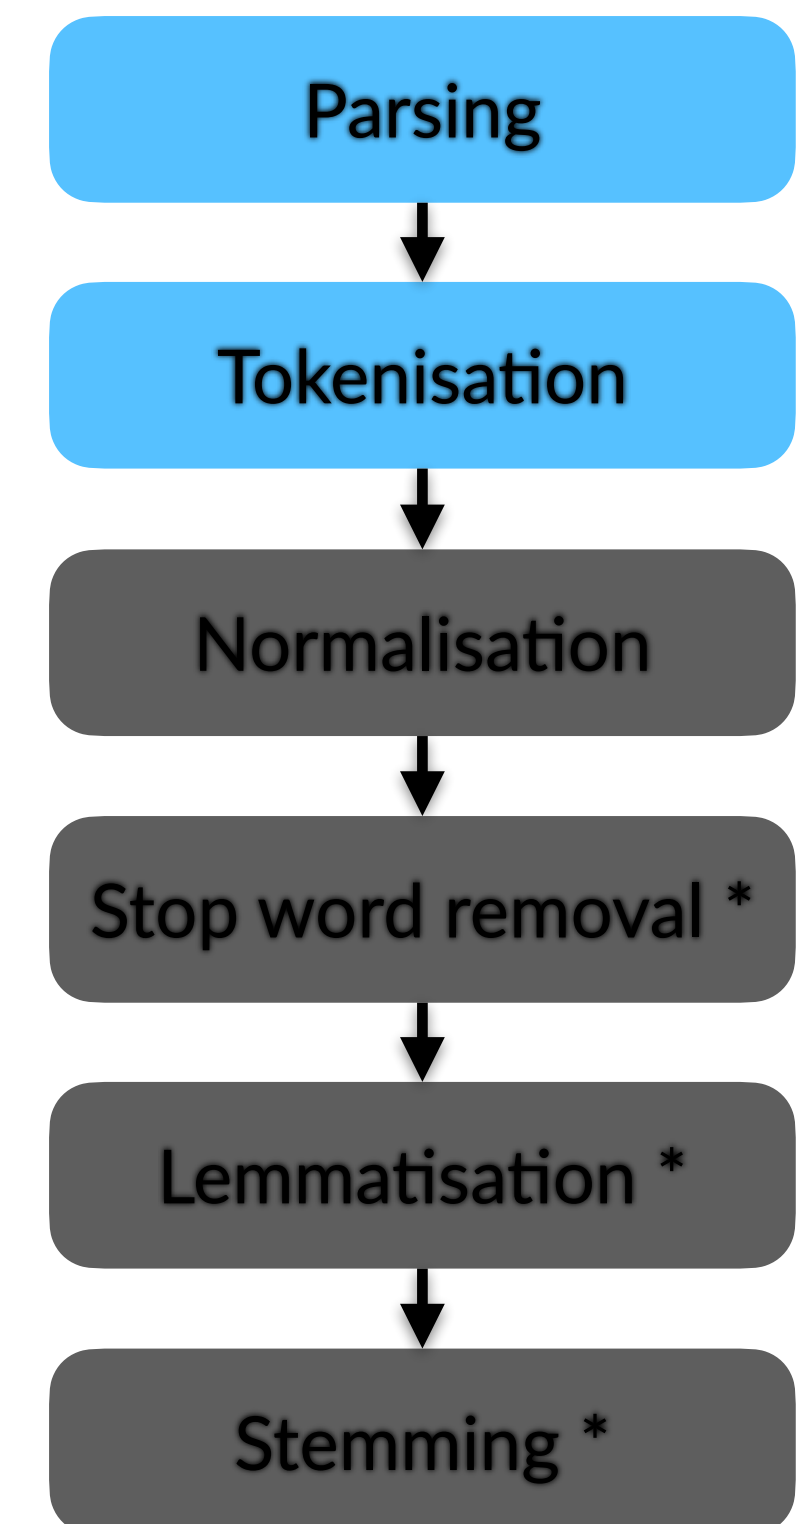 Parsing
Tokenisation
Normalisation
Stop word removal *
Lemmatisation *
Stemming *